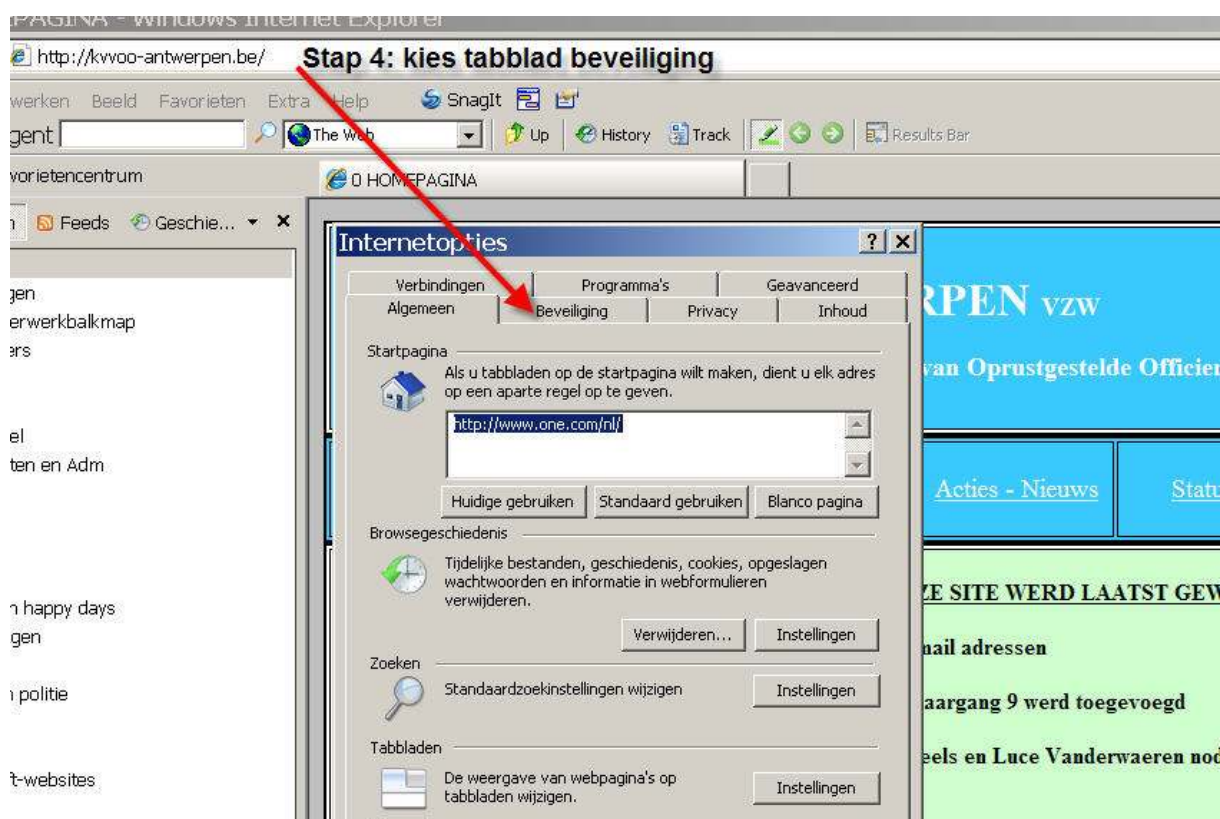 PAGINA - Windows Internet Explorer
http://kvvoo-antwerpen.be/
Stap 4: kies tabblad beveiliging
werken Beeld Favorieten Extra Help SnagIt
gent The Web Up History Track Results Bar
vorietencentrum
0 HOMEPAGINA
Feeds Geschie...
Internetopties
Verbindingen Programma's Geavanceerd
Algemeen Beveiliging Privacy Inhoud
gen
erwerkbalkmap
ers
el
ten en Adm
n happy days
gen
n politie
t-websites
Startpagina
Als u tabbladen op de startpagina wilt maken, dient u elk adres
op een aparte regel op te geven.
http://www.one.com/nl/
Huidige gebruiken Standaard gebruiken Blanco pagina
Browsegeschiedenis
Tijdelijke bestanden, geschiedenis, cookies, opgeslagen
wachtwoorden en informatie in webformulieren
verwijderen.
Verwijderen... Instellingen
Zoeken
Standaardzoekinstellingen wijzigen Instellingen
Tabbladen
De weergave van webpagina's op
tabbladen wijzigen.
Instellingen
RPEN VZW
van Oprustgestelde Officier
Acties - Nieuws Statu
ZE SITE WERD LAATST GEW
mail adressen
aargang 9 werd toegevoegd
eels en Luce Vanderwaeren nod